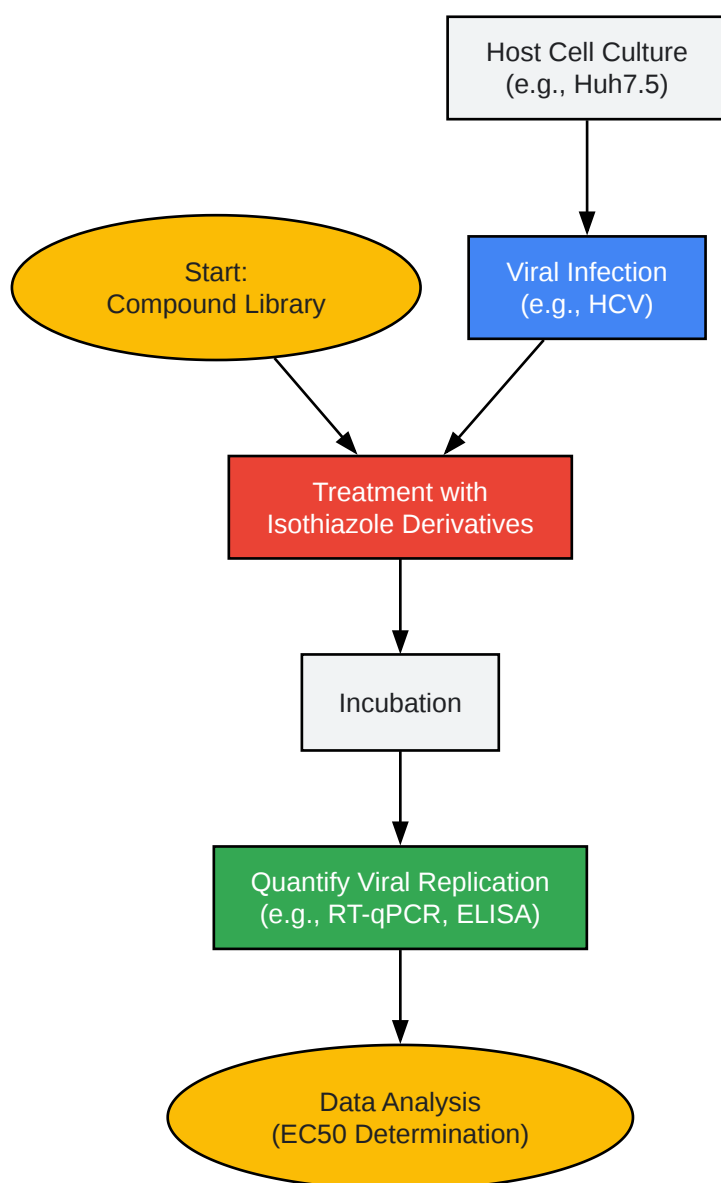 Host Cell Culture
(e.g., Huh7.5)
Start:
Compound Library
Viral Infection
(e.g., HCV)
Treatment with
Isothiazole Derivatives
Incubation
Quantify Viral Replication
(e.g., RT-qPCR, ELISA)
Data Analysis
(EC50 Determination)